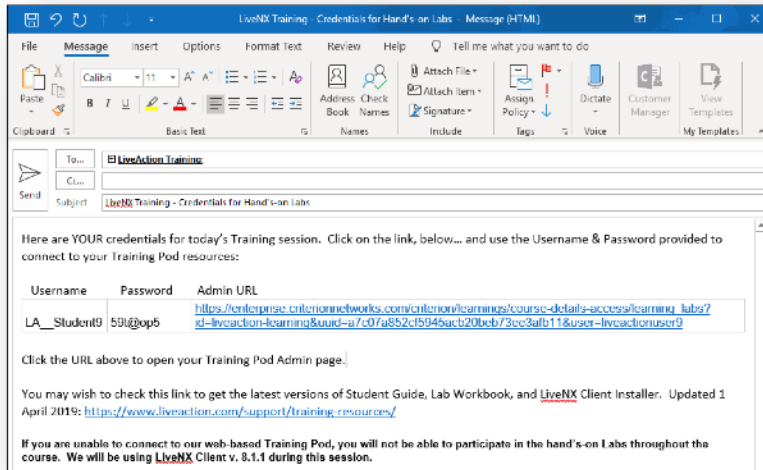 LiveNX Training - Credentials for Hand's-on Labs - Message (HTML)
File Message Insert Options Format Text Review Help Tell me what you want to do
Calibri 11
Attach File
Attach Item
Signature
Paste
B I U
Address Book
Check Names
Assign Policy
Dictate
Customer Manager
View Templates
Clipboard Basic Text Names Include Tags Voice My Templates
To... LiveAction Training;
Cc...
Send
Subject LiveNX Training - Credentials for Hand's-on Labs
Here are YOUR credentials for today's Training session. Click on the link, below... and use the Username & Password provided to
connect to your Training Pod resources:
Username Password Admin URL
https://enterprise.criterionnetworks.com/criterion/learnings/course-details-access/learning_labs?
LA__Student9 59t@op5 id=liveaction-learning&uuid=a7c07a852cf5945acb20beb73ee3afb11&user=liveactionuser9
Click the URL above to open your Training Pod Admin page.
You may wish to check this link to get the latest versions of Student Guide, Lab Workbook, and LiveNX Client Installer. Updated 1
April 2019: https://www.liveaction.com/support/training-resources/
If you are unable to connect to our web-based Training Pod, you will not be able to participate in the hand's-on Labs throughout the
course. We will be using LiveNX Client v. 8.1.1 during this session.